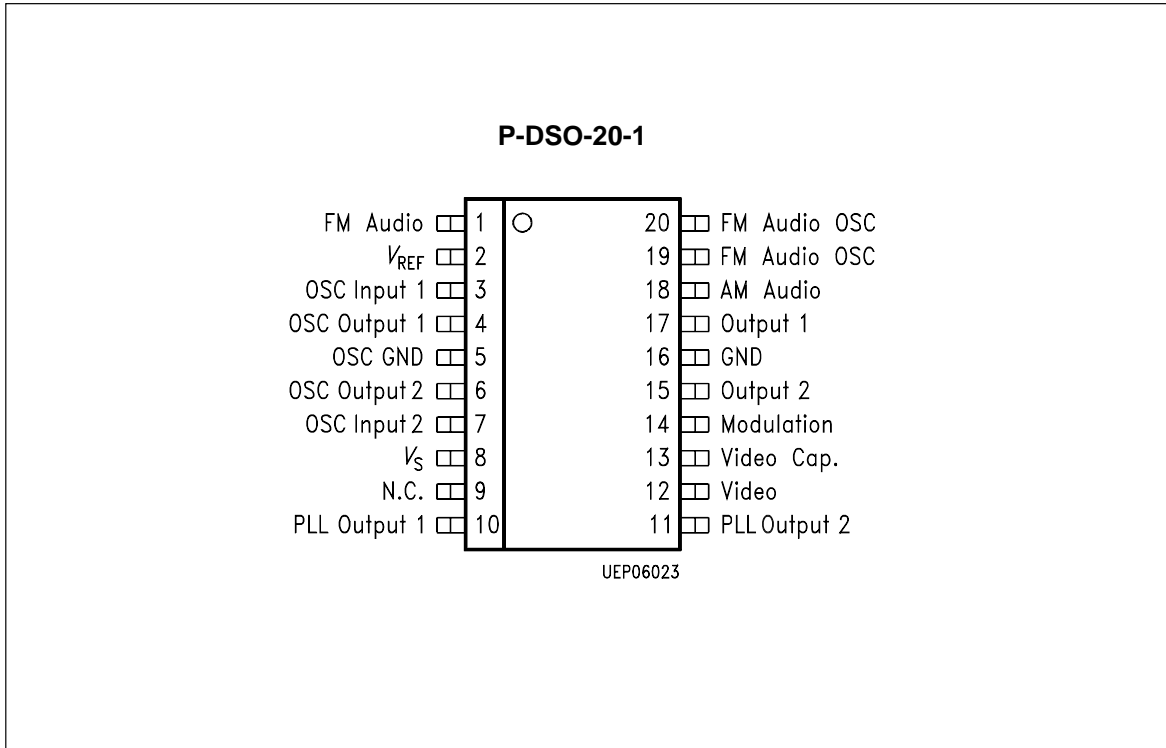 P-DSO-20-1
FM Audio 1 20 FM Audio OSC
VREF 2 19 FM Audio OSC
OSC Input 1 3 18 AM Audio
OSC Output 1 4 17 Output 1
OSC GND 5 16 GND
OSC Output 2 6 15 Output 2
OSC Input 2 7 14 Modulation
VS 8 13 Video Cap.
N.C. 9 12 Video
PLL Output 1 10 11 PLL Output 2
UEP06023